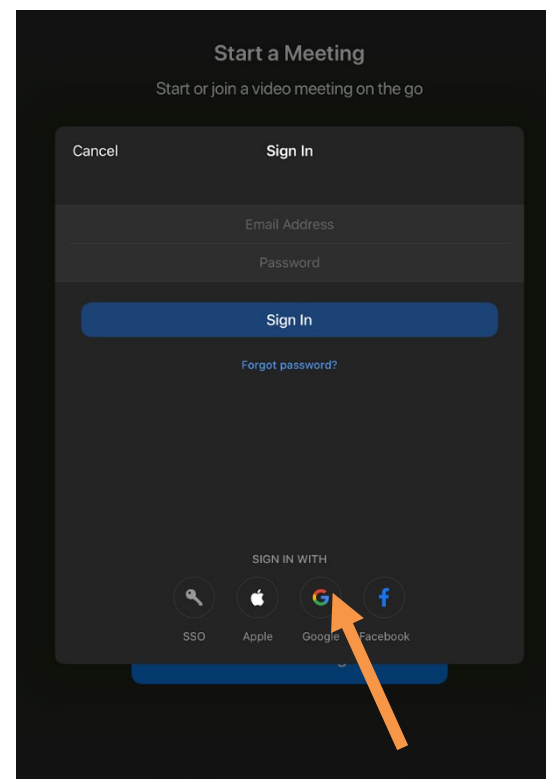 Start a Meeting
Start or join a video meeting on the go
Cancel Sign In
Email Address
Password
Sign In
Forgot password?
SIGN IN WITH
SSO Apple Google Facebook